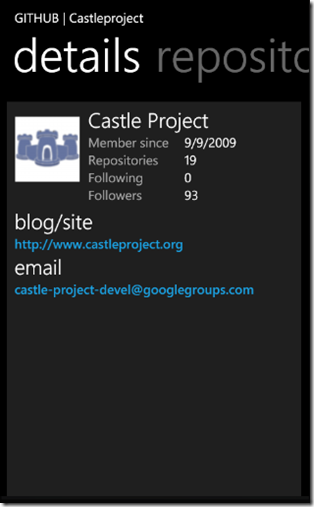 GITHUB | Castleproject
details reposito
Castle Project
Member since 9/9/2009
Repositories 19
Following 0
Followers 93
blog/site
http://www.castleproject.org
email
castle-project-devel@googlegroups.com